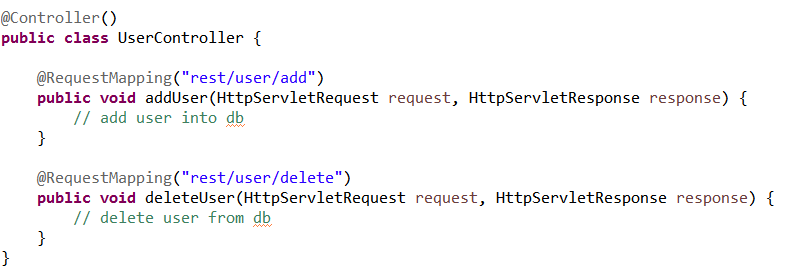 @Controller()
public class UserController {
@RequestMapping("rest/user/add")
public void addUser(HttpServletRequest request, HttpServletResponse response) {
// add user into db
}
@RequestMapping("rest/user/delete")
public void deleteUser(HttpServletRequest request, HttpServletResponse response) {
// delete user from db
}
}